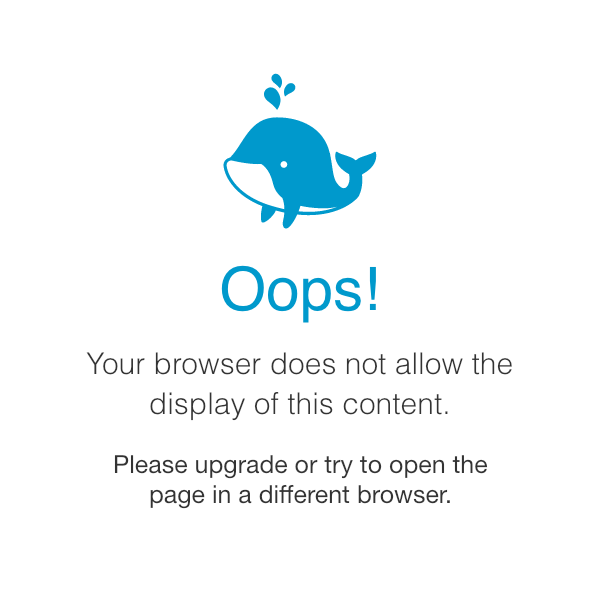 Oops!
Your browser does not allow the
display of this content.
Please upgrade or try to open the
page in a different browser.